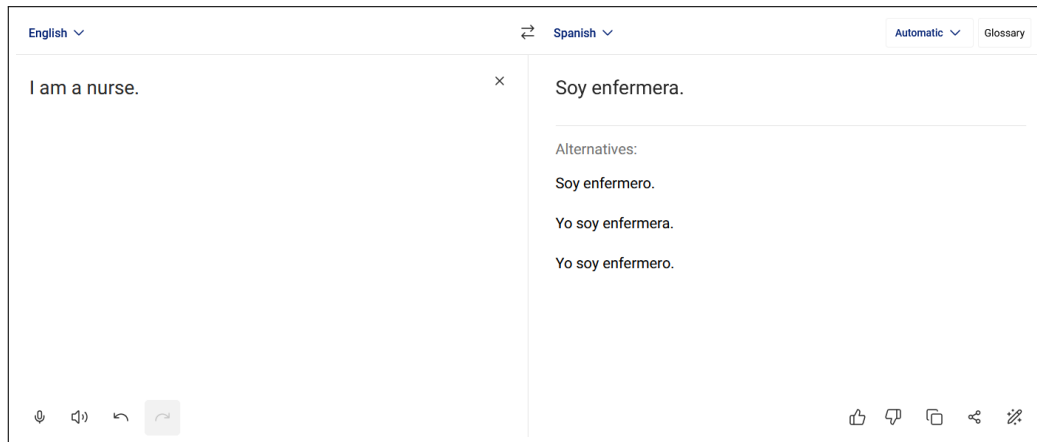 English
Spanish
Automatic
Glossary
I am a nurse.
Soy enfermera.
Alternatives:
Soy enfermero.
Yo soy enfermera.
Yo soy enfermero.